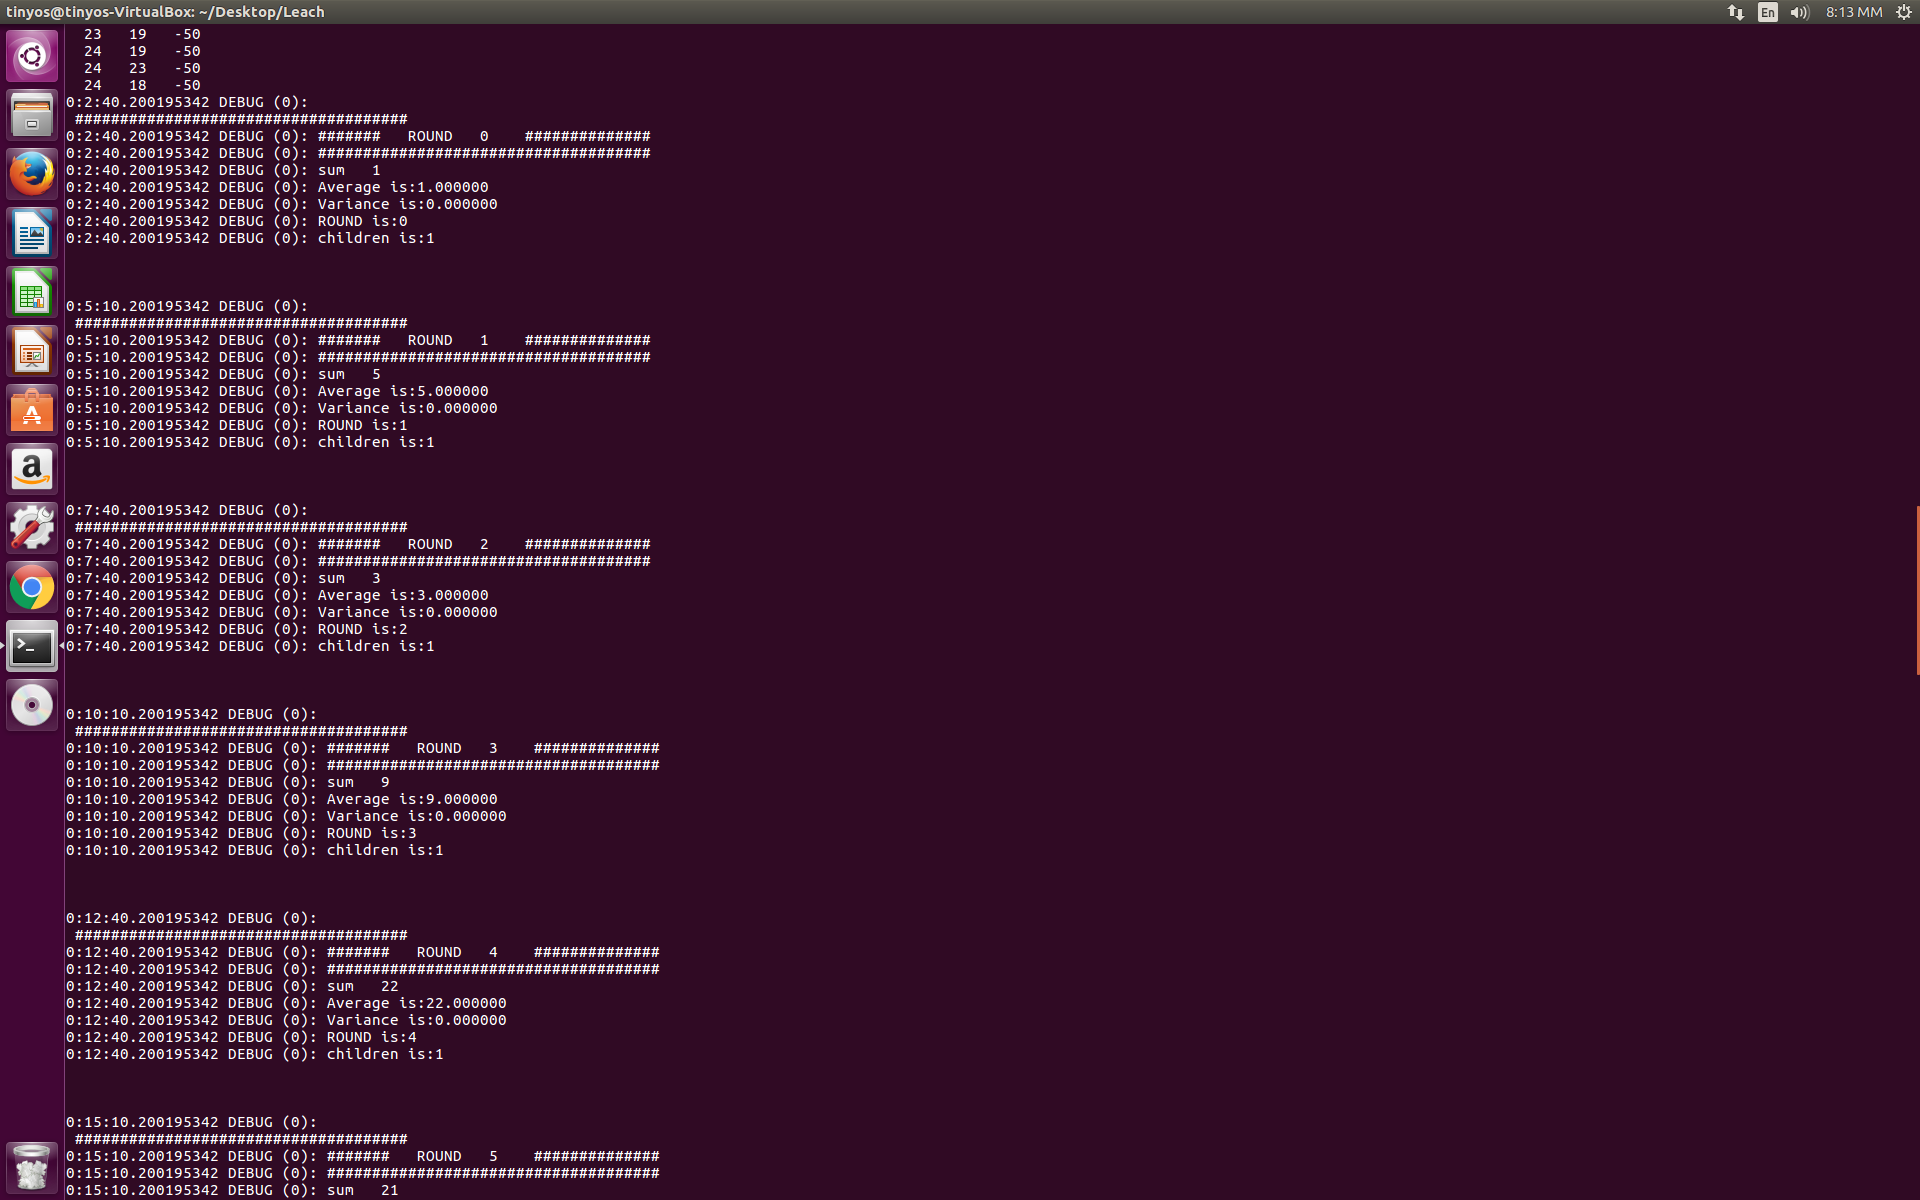 tinyos@tinyos-VirtualBox: ~/Desktop/Leach
En
8:13 MM
23   19   -50
24   19   -50
24   23   -50
24   18   -50
0:2:40.200195342 DEBUG (0):
#####################################
0:2:40.200195342 DEBUG (0): #######   ROUND   0    ##############
0:2:40.200195342 DEBUG (0): #####################################
0:2:40.200195342 DEBUG (0): sum   1
0:2:40.200195342 DEBUG (0): Average is:1.000000
0:2:40.200195342 DEBUG (0): Variance is:0.000000
0:2:40.200195342 DEBUG (0): ROUND is:0
0:2:40.200195342 DEBUG (0): children is:1
0:5:10.200195342 DEBUG (0):
#####################################
0:5:10.200195342 DEBUG (0): #######   ROUND   1    ##############
0:5:10.200195342 DEBUG (0): #####################################
0:5:10.200195342 DEBUG (0): sum   5
0:5:10.200195342 DEBUG (0): Average is:5.000000
0:5:10.200195342 DEBUG (0): Variance is:0.000000
0:5:10.200195342 DEBUG (0): ROUND is:1
0:5:10.200195342 DEBUG (0): children is:1
0:7:40.200195342 DEBUG (0):
#####################################
0:7:40.200195342 DEBUG (0): #######   ROUND   2    ##############
0:7:40.200195342 DEBUG (0): #####################################
0:7:40.200195342 DEBUG (0): sum   3
0:7:40.200195342 DEBUG (0): Average is:3.000000
0:7:40.200195342 DEBUG (0): Variance is:0.000000
0:7:40.200195342 DEBUG (0): ROUND is:2
0:7:40.200195342 DEBUG (0): children is:1
0:10:10.200195342 DEBUG (0):
#####################################
0:10:10.200195342 DEBUG (0): #######   ROUND   3    ##############
0:10:10.200195342 DEBUG (0): #####################################
0:10:10.200195342 DEBUG (0): sum   9
0:10:10.200195342 DEBUG (0): Average is:9.000000
0:10:10.200195342 DEBUG (0): Variance is:0.000000
0:10:10.200195342 DEBUG (0): ROUND is:3
0:10:10.200195342 DEBUG (0): children is:1
0:12:40.200195342 DEBUG (0):
#####################################
0:12:40.200195342 DEBUG (0): #######   ROUND   4    ##############
0:12:40.200195342 DEBUG (0): #####################################
0:12:40.200195342 DEBUG (0): sum   22
0:12:40.200195342 DEBUG (0): Average is:22.000000
0:12:40.200195342 DEBUG (0): Variance is:0.000000
0:12:40.200195342 DEBUG (0): ROUND is:4
0:12:40.200195342 DEBUG (0): children is:1
0:15:10.200195342 DEBUG (0):
#####################################
0:15:10.200195342 DEBUG (0): #######   ROUND   5    ##############
0:15:10.200195342 DEBUG (0): #####################################
0:15:10.200195342 DEBUG (0): sum   21